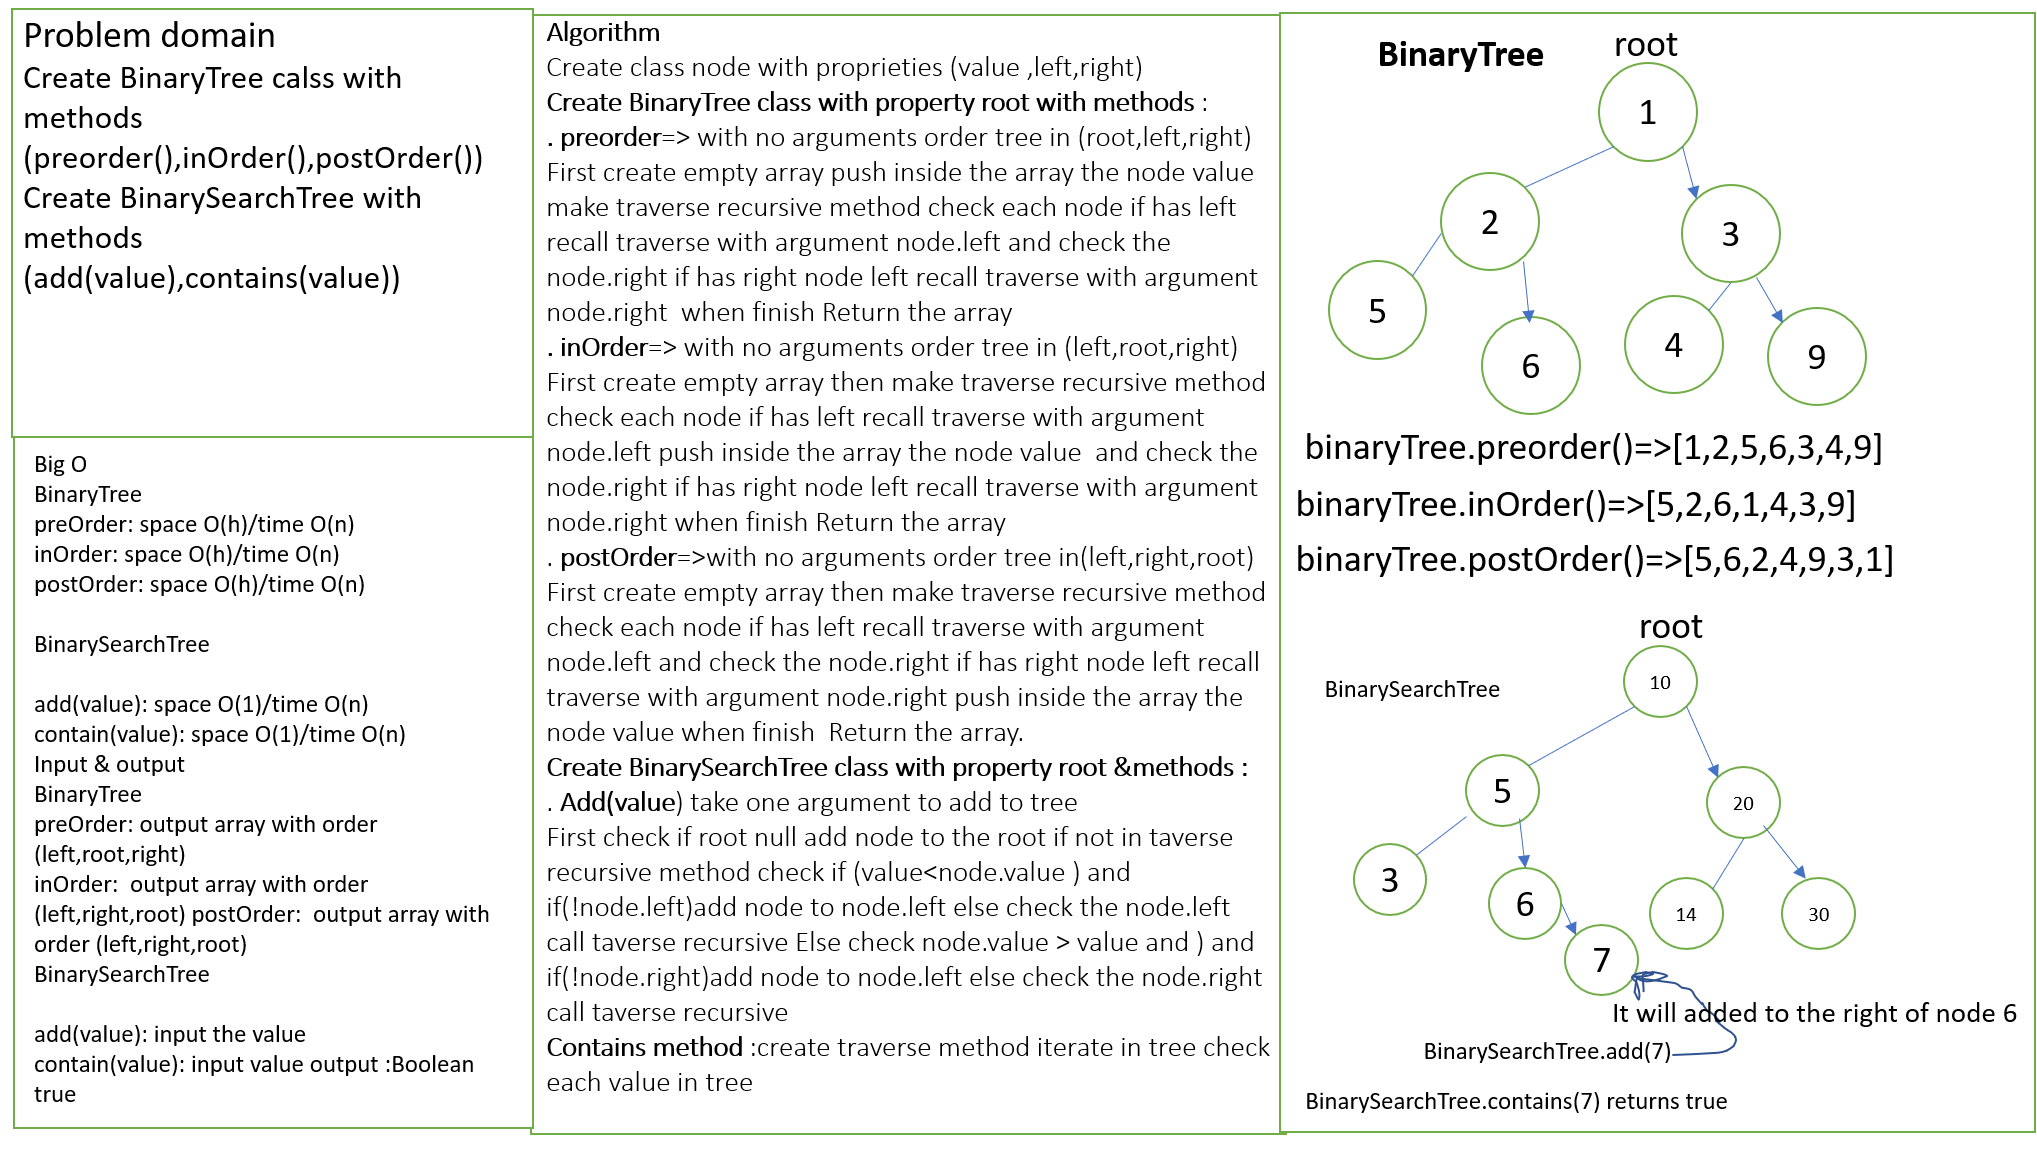 Problem domain
Create BinaryTree calss with
methods
(preorder(),inOrder(),postOrder())
Create BinarySearchTree with
methods
(add(value),contains(value))
Big O
BinaryTree
preOrder: space O(h)/time O(n)
inOrder: space O(h)/time O(n)
postOrder: space O(h)/time O(n)
BinarySearchTree
add(value): space O(1)/time O(n)
contain(value): space O(1)/time O(n)
Input & output
BinaryTree
preOrder: output array with order
(left,root,right)
inOrder:  output array with order
(left,right,root) postOrder:  output array with
order (left,right,root)
BinarySearchTree
add(value): input the value
contain(value): input value output :Boolean
true
Algorithm
Create class node with proprieties (value ,left,right)
Create BinaryTree class with property root with methods :
. preorder=> with no arguments order tree in (root,left,right)
First create empty array push inside the array the node value
make traverse recursive method check each node if has left
recall traverse with argument node.left and check the
node.right if has right node left recall traverse with argument
node.right  when finish Return the array
. inOrder=> with no arguments order tree in (left,root,right)
First create empty array then make traverse recursive method
check each node if has left recall traverse with argument
node.left push inside the array the node value  and check the
node.right if has right node left recall traverse with argument
node.right when finish Return the array
. postOrder=>with no arguments order tree in(left,right,root)
First create empty array then make traverse recursive method
check each node if has left recall traverse with argument
node.left and check the node.right if has right node left recall
traverse with argument node.right push inside the array the
node value when finish  Return the array.
Create BinarySearchTree class with property root &methods :
. Add(value) take one argument to add to tree
First check if root null add node to the root if not in taverse
recursive method check if (value<node.value ) and
if(!node.left)add node to node.left else check the node.left
call taverse recursive Else check node.value > value and ) and
if(!node.right)add node to node.left else check the node.right
call taverse recursive
Contains method :create traverse method iterate in tree check
each value in tree
BinaryTree
root
1
2
3
5
6
4
9
binaryTree.preorder()=>[1,2,5,6,3,4,9]
binaryTree.inOrder()=>[5,2,6,1,4,3,9]
binaryTree.postOrder()=>[5,6,2,4,9,3,1]
root
BinarySearchTree
10
5
20
3
6
14
30
7
It will added to the right of node 6
BinarySearchTree.add(7)
BinarySearchTree.contains(7) returns true